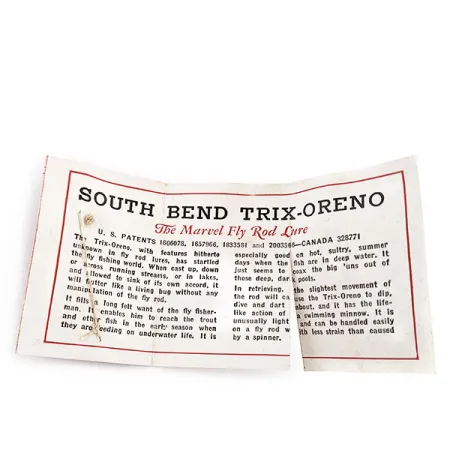 SOUTH BEND TRIX-ORENO
The Marvel Fly Rod Lure
U. S. PATENTS 1606078, 1657966, 1833581 and 2003366—CANADA 328771
The Trix-Oreno, with features hitherto
unknown in fly rod lures, has startled
the fly fishing world. When cast up, down
or across running streams, or in lakes,
and allowed to sink of its own accord, it
will flutter like a living bug without any
manipulation of the fly rod.
It fills a long felt want of the fly fisher-
man. It enables him to reach the trout
and other fish in the early season when
they are feeding on underwater life. It is
especially good on hot, sultry, summer
days when the fish are in deep water. It
just seems to coax the big 'uns out of
those deep, dark pools.
In retrieving, the slightest movement of
the rod will cause the Trix-Oreno to dip,
dive and dart about, and it has the life-
like action of a swimming minnow. It is
unusually light and can be handled easily
on a fly rod with less strain than caused
by a spinner.